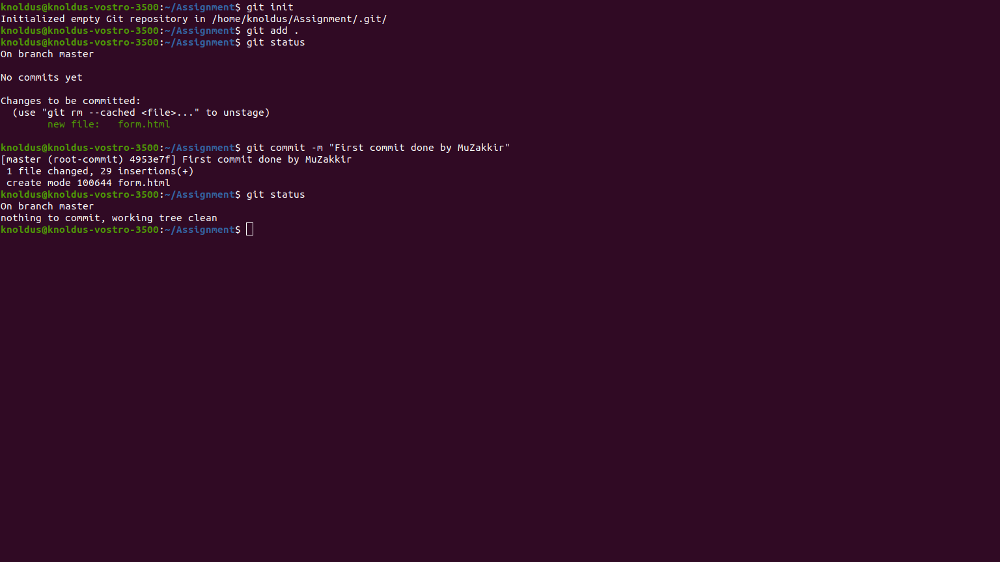 knoldus@knoldus-vostro-3500:~/Assignment$ git init
Initialized empty Git repository in /home/knoldus/Assignment/.git/
knoldus@knoldus-vostro-3500:~/Assignment$ git add .
knoldus@knoldus-vostro-3500:~/Assignment$ git status
On branch master
No commits yet
Changes to be committed:
  (use "git rm --cached <file>..." to unstage)
        new file:   form.html
knoldus@knoldus-vostro-3500:~/Assignment$ git commit -m "First commit done by MuZakkir"
[master (root-commit) 4953e7f] First commit done by MuZakkir
 1 file changed, 29 insertions(+)
 create mode 100644 form.html
knoldus@knoldus-vostro-3500:~/Assignment$ git status
On branch master
nothing to commit, working tree clean
knoldus@knoldus-vostro-3500:~/Assignment$